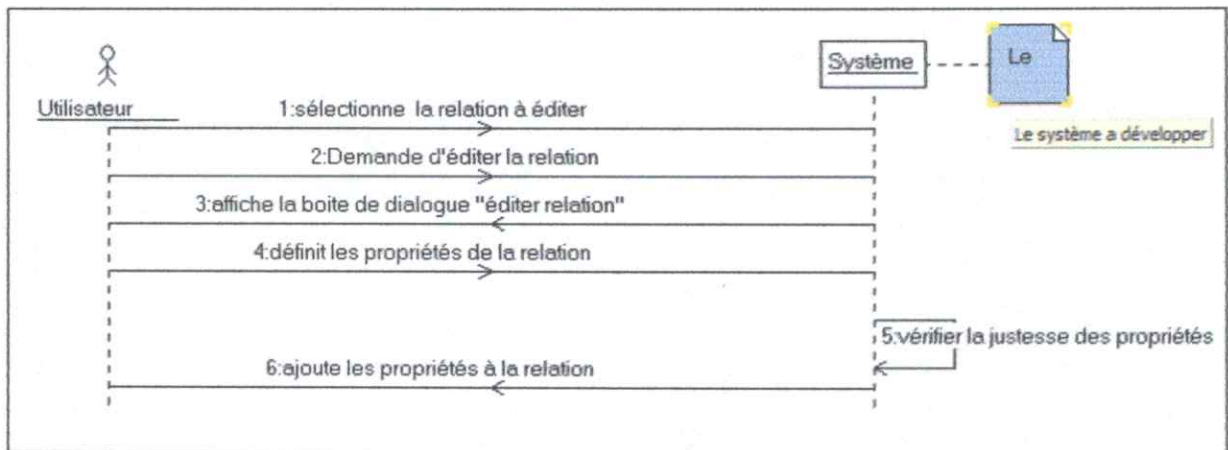 Système
Le
Utilisateur
1:sélectionne la relation à éditer
Le système a développer
2:Demande d'éditer la relation
3:affiche la boite de dialogue "éditer relation"
4:définit les propriétés de la relation
5:vérifier la justesse des propriétés
6:ajoute les propriétés à la relation